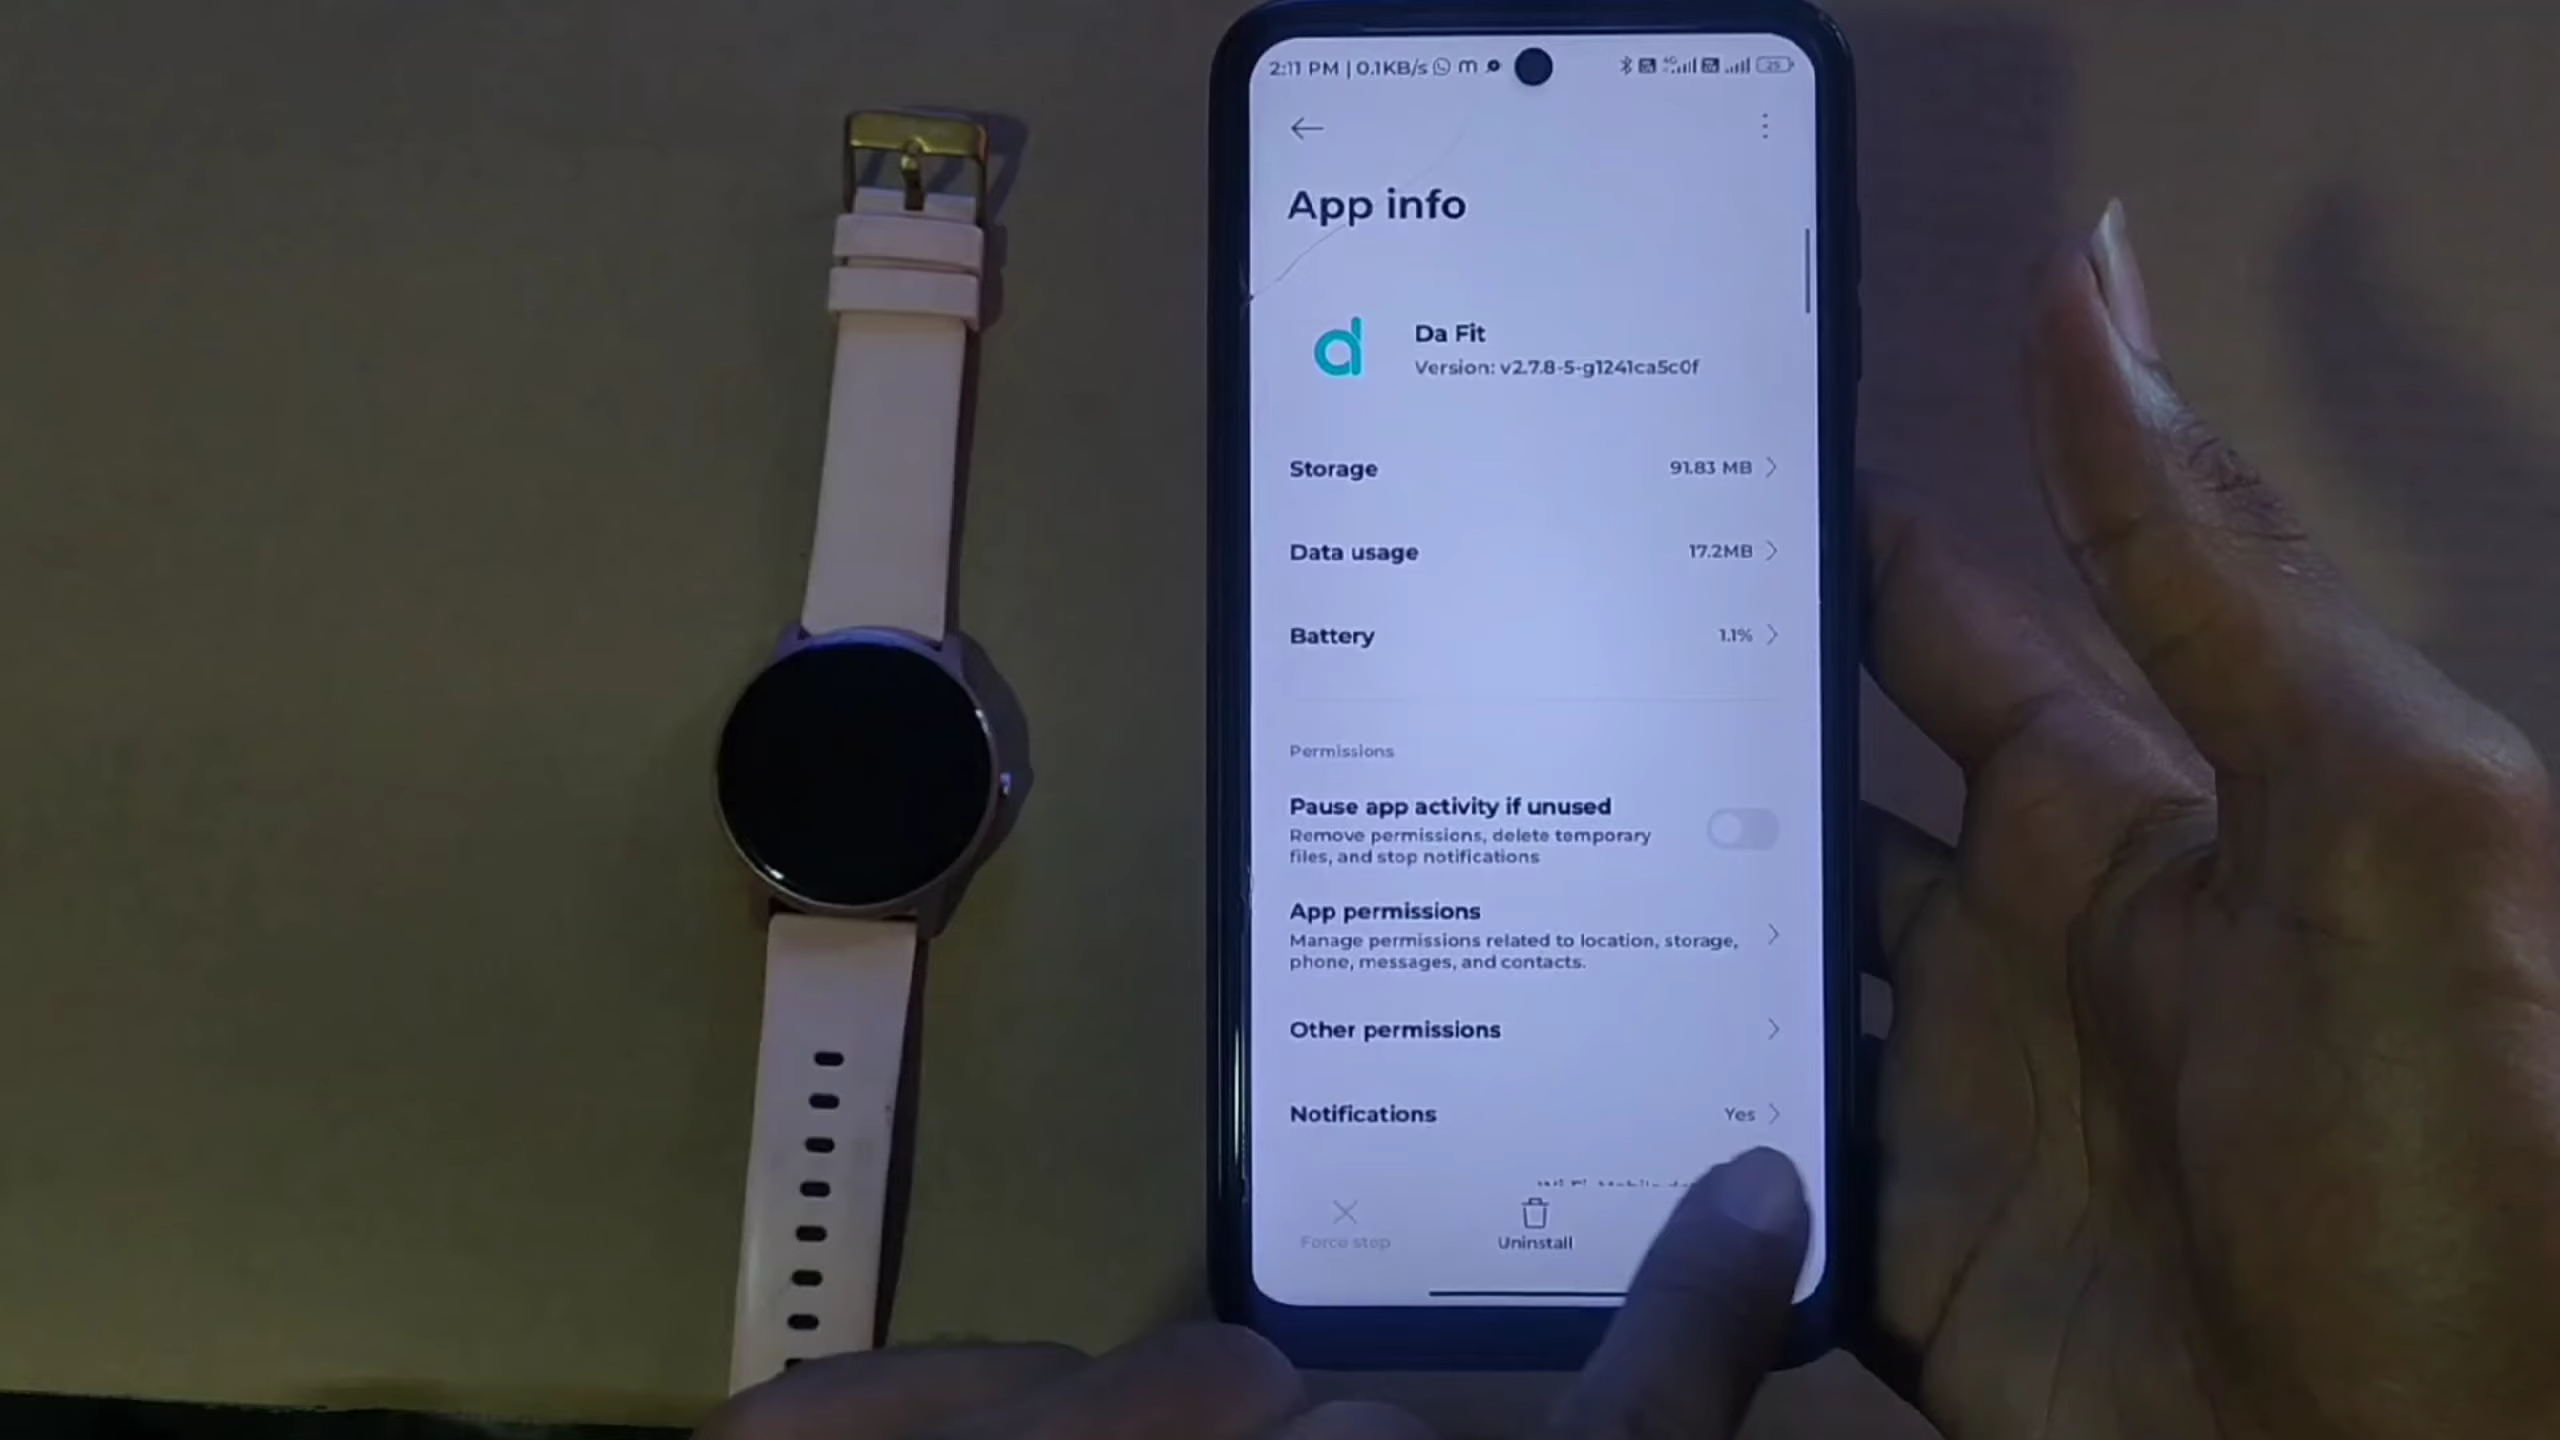 2:11 PM | 0.1KB/s
25
App info
Da Fit
Version: v2.7.8-5-g1241ca5c0f
Storage 91.83 MB
Data usage 17.2MB
Battery 1.1%
Permissions
Pause app activity if unused
Remove permissions, delete temporary
files, and stop notifications
App permissions
Manage permissions related to location, storage,
phone, messages, and contacts.
Other permissions
Notifications Yes
Force stop
Uninstall